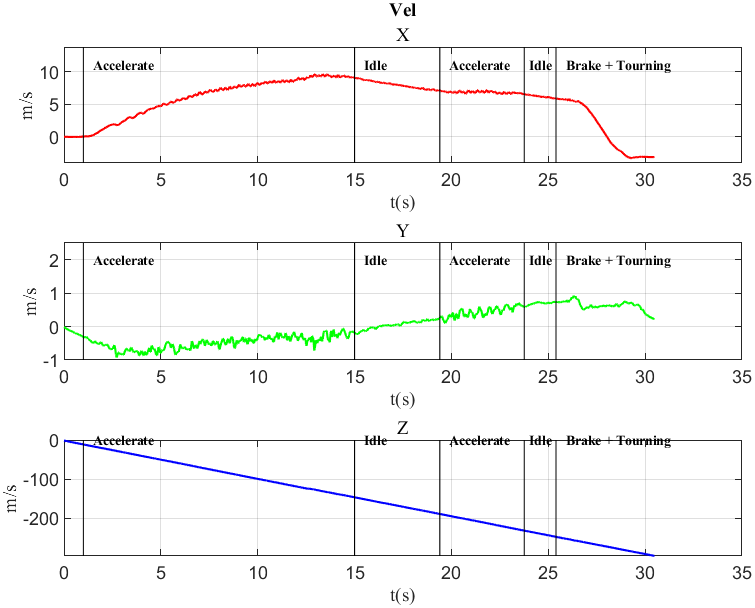 Vel
X
Accelerate Idle Accelerate Idle Brake + Tourning
10
5
0
m/s
0 5 10 15 20 25 30 35
t(s)
Y
Accelerate Idle Accelerate Idle Brake + Tourning
2
1
0
-1
m/s
0 5 10 15 20 25 30 35
t(s)
Z
Accelerate Idle Accelerate Idle Brake + Tourning
0
-100
-200
m/s
0 5 10 15 20 25 30 35
t(s)